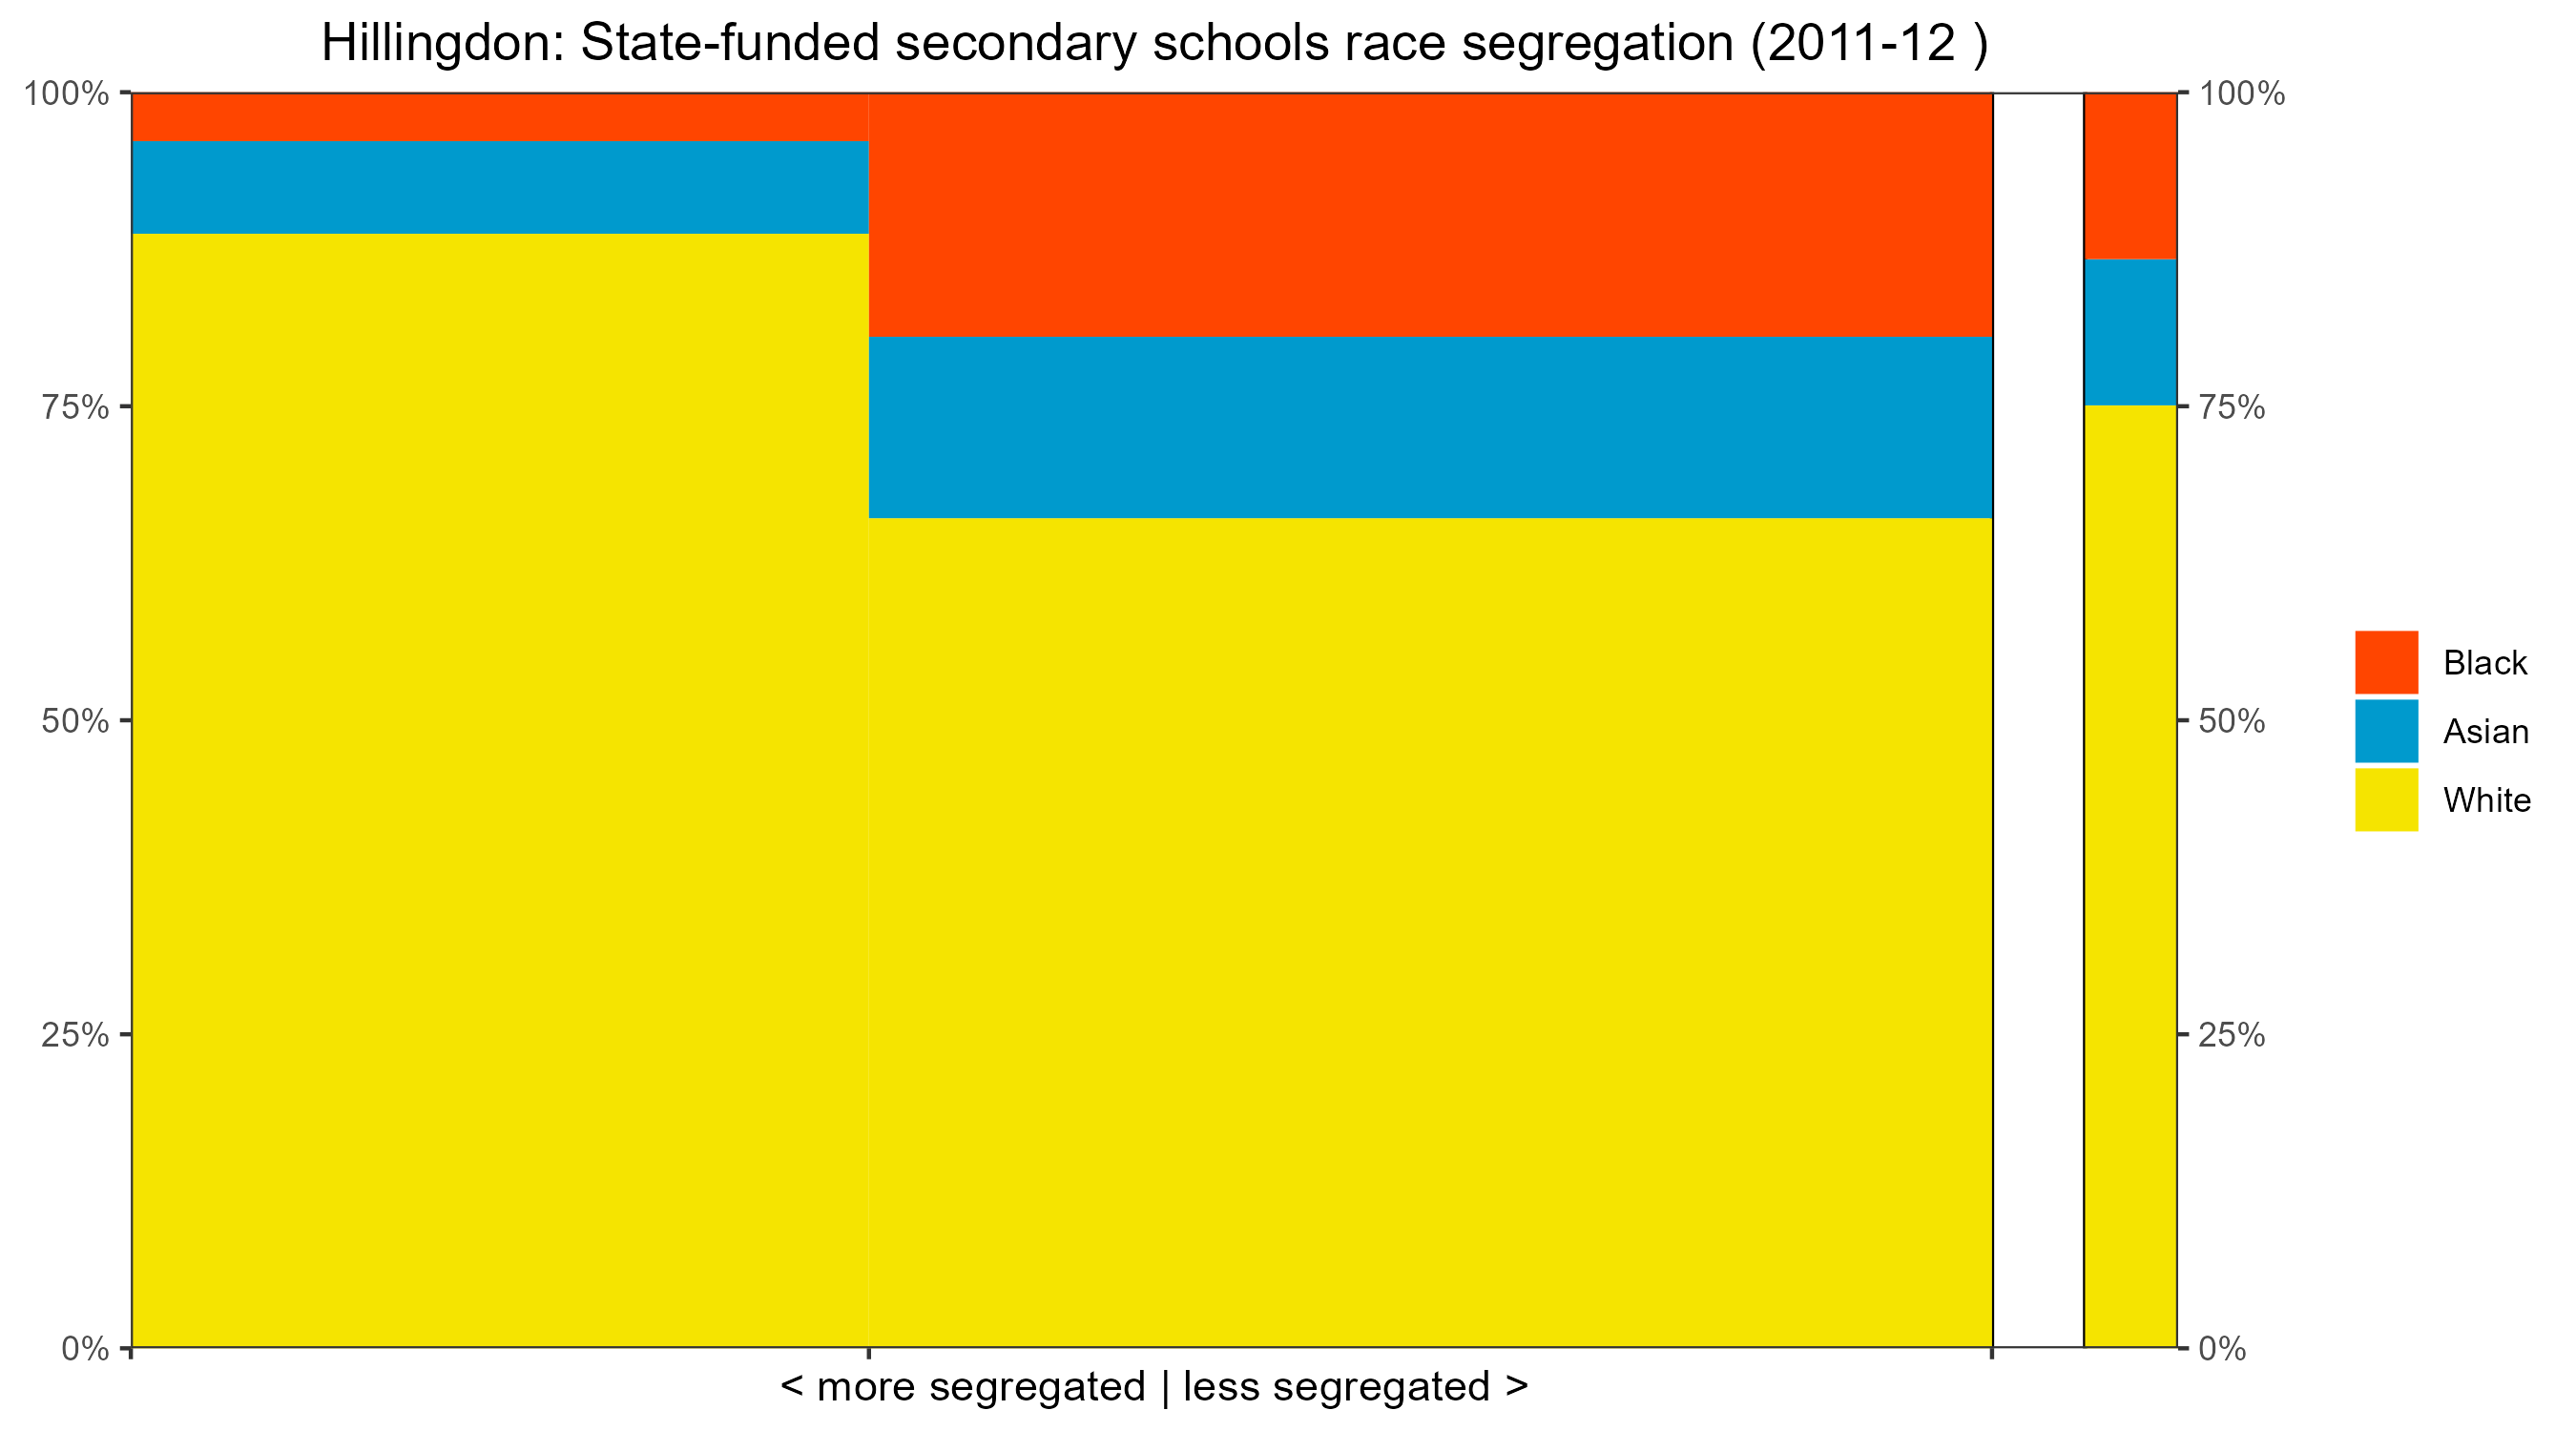 Hillingdon: State-funded secondary schools race segregation (2011-12 )
100%
75%
50%
25%
0%
100%
75%
50%
25%
0%
Black
Asian
White
< more segregated | less segregated >